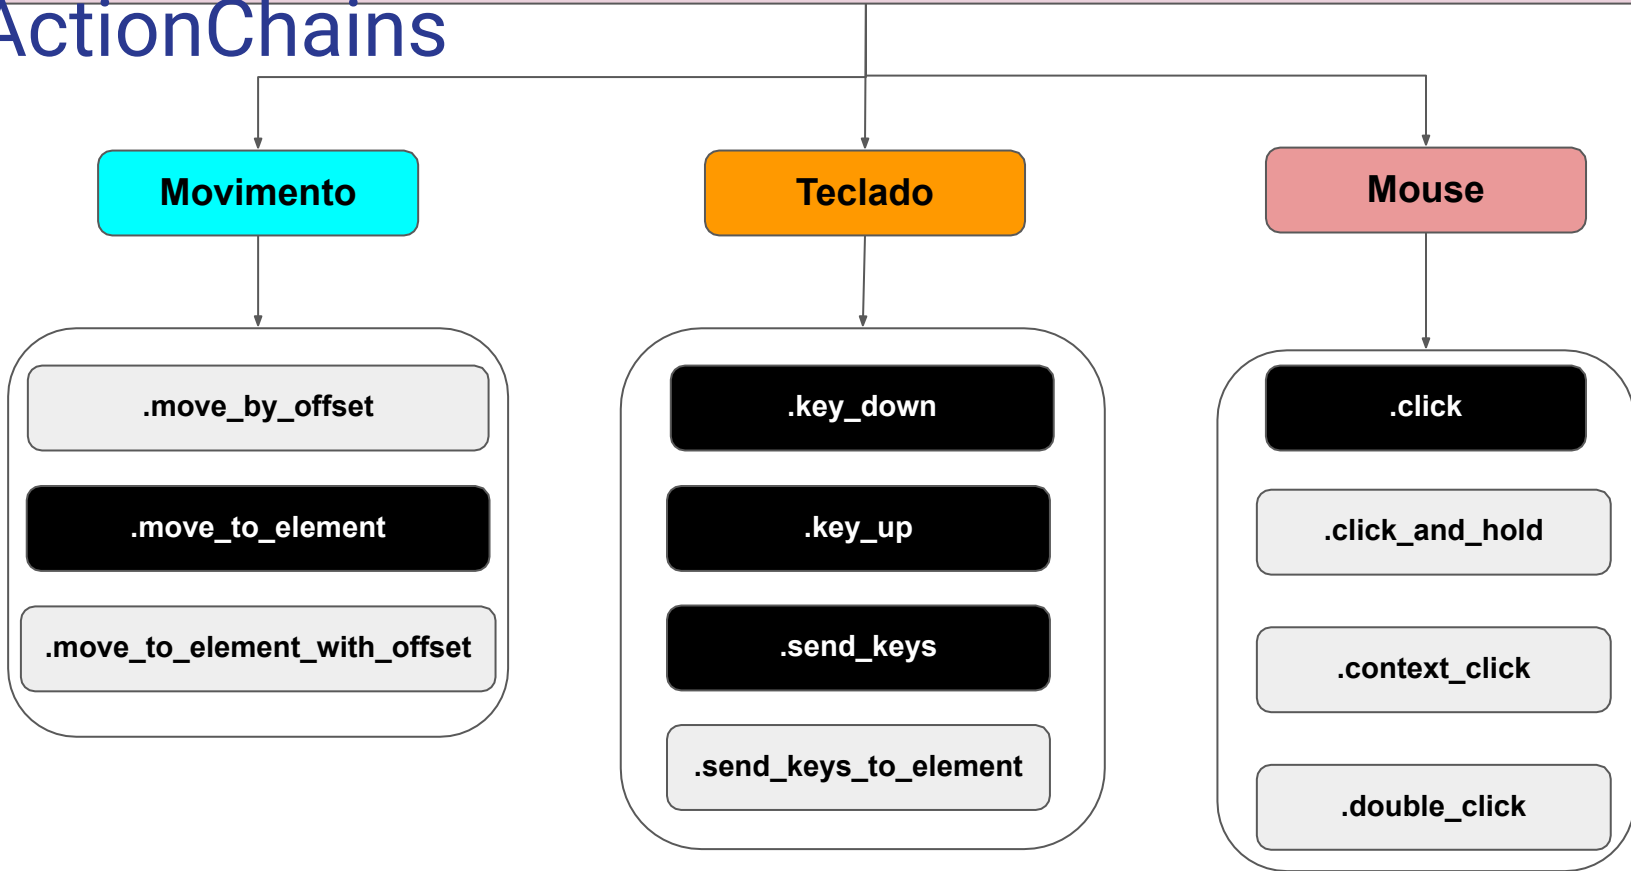 ActionChains
Movimento
Teclado
Mouse
.move_by_offset
.move_to_element
.move_to_element_with_offset
.key_down
.key_up
.send_keys
.send_keys_to_element
.click
.click_and_hold
.context_click
.double_click